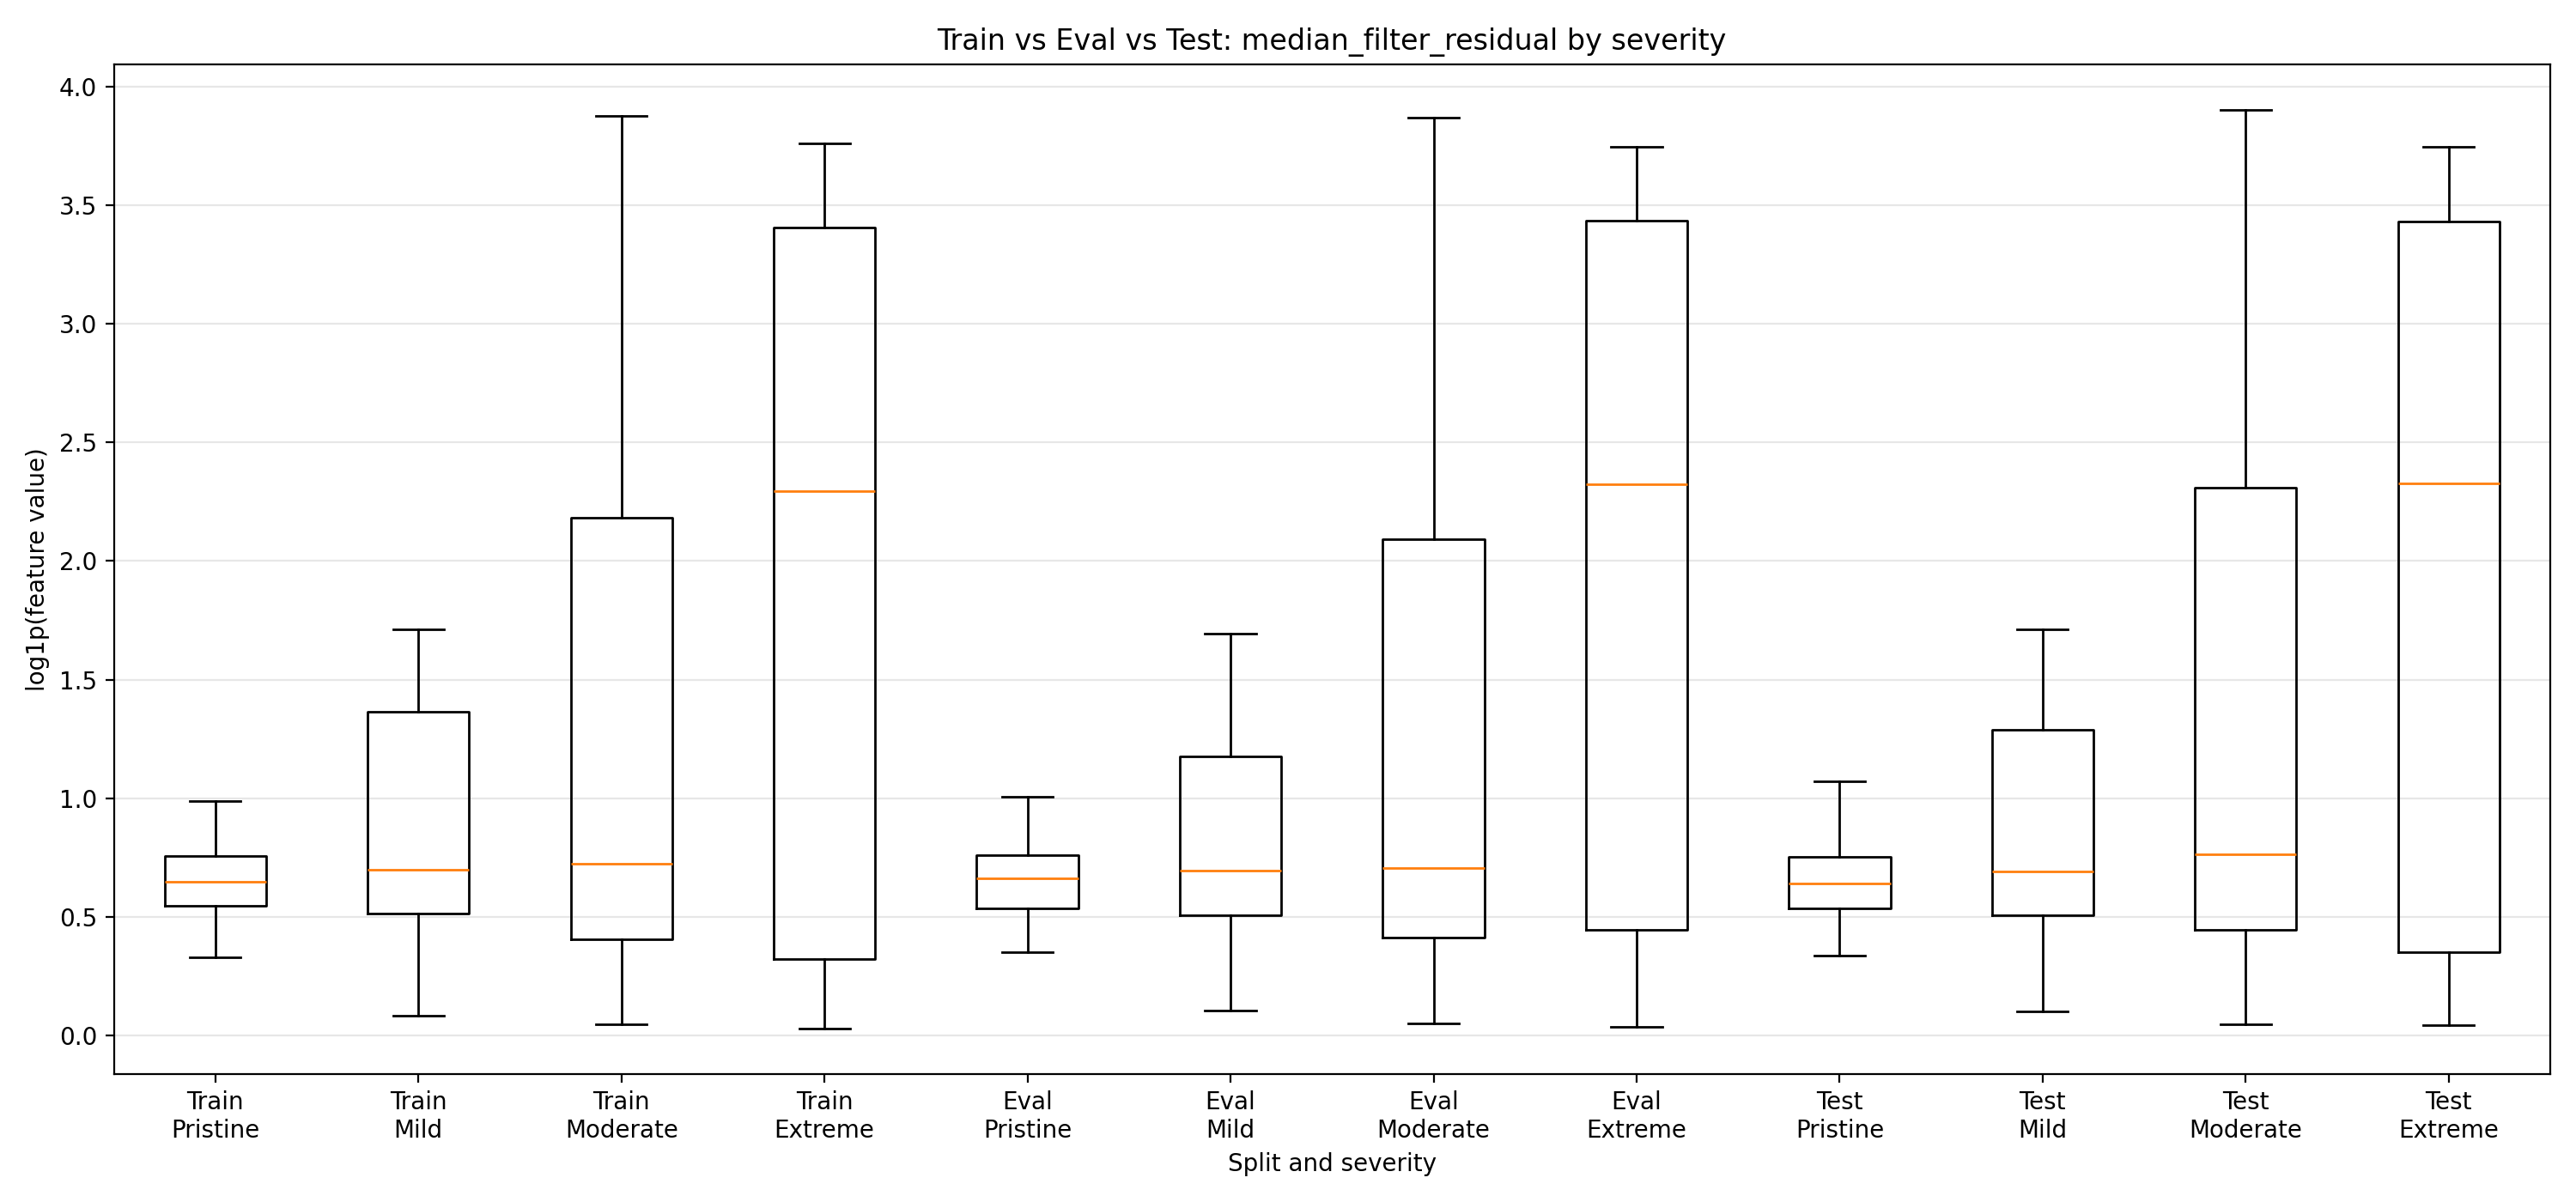 Train vs Eval vs Test: median_filter_residual by severity
log1p(feature value)
4.0
3.5
3.0
2.5
2.0
1.5
1.0
0.5
0.0
Train Pristine
Train Mild
Train Moderate
Train Extreme
Eval Pristine
Eval Mild
Eval Moderate
Eval Extreme
Test Pristine
Test Mild
Test Moderate
Test Extreme
Split and severity